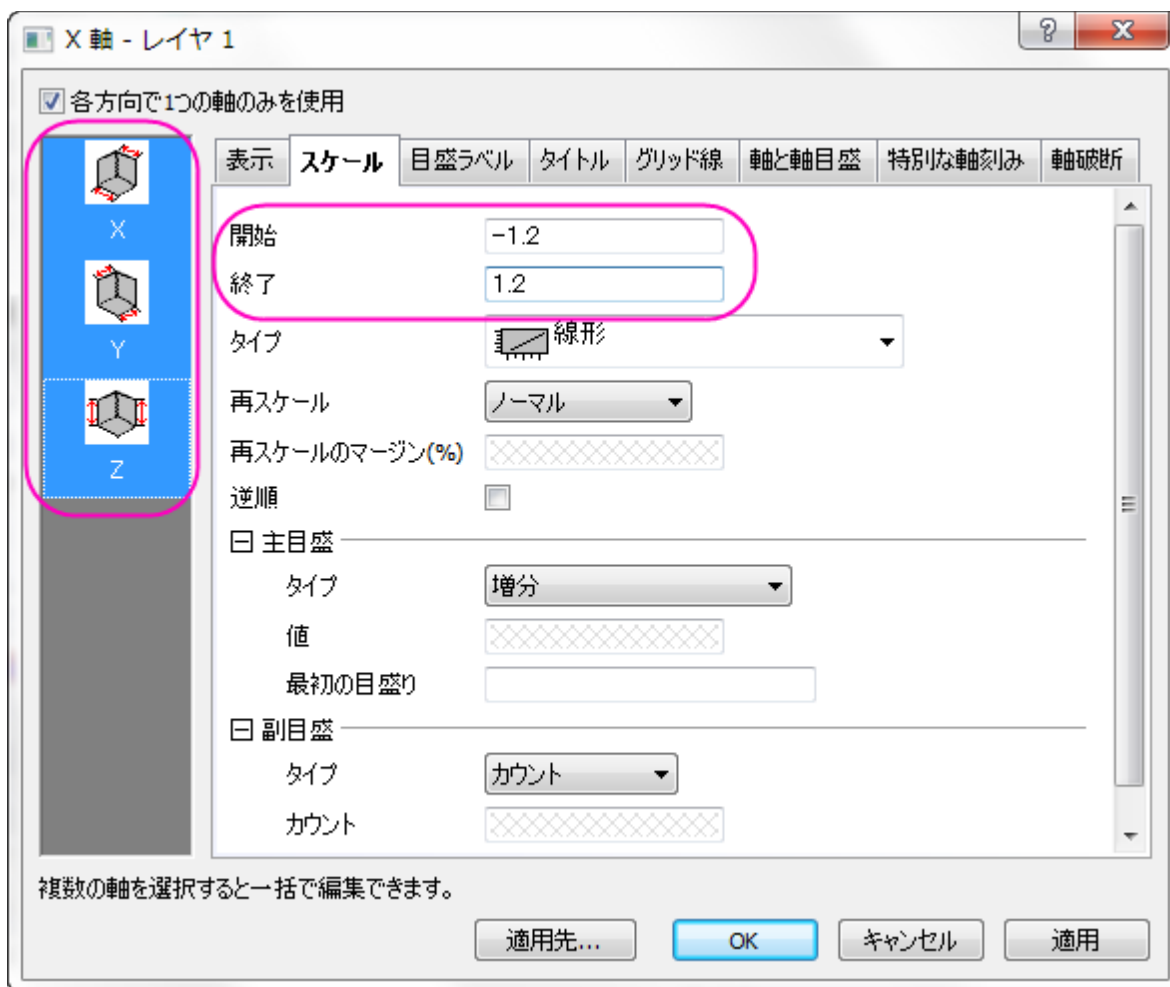 X 軸 - レイヤ 1
各方向で1つの軸のみを使用
X
Y
Z
表示 スケール 目盛ラベル タイトル グリッド線 軸と軸目盛 特別な軸刻み 軸破断
開始 -1.2
終了 1.2
タイプ 線形
再スケール ノーマル
再スケールのマージン(%)
逆順
主目盛
タイプ 増分
値
最初の目盛り
副目盛
タイプ カウント
カウント
複数の軸を選択すると一括で編集できます。
適用先... OK キャンセル 適用